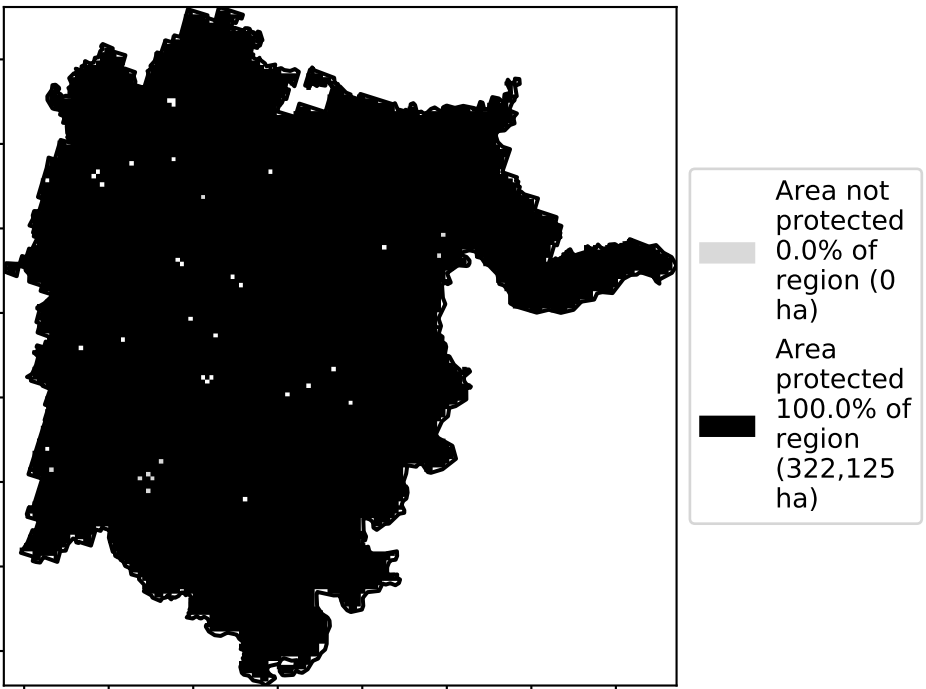 Area not
protected
0.0% of
region (0
ha)
Area
protected
100.0% of
region
(322,125
ha)